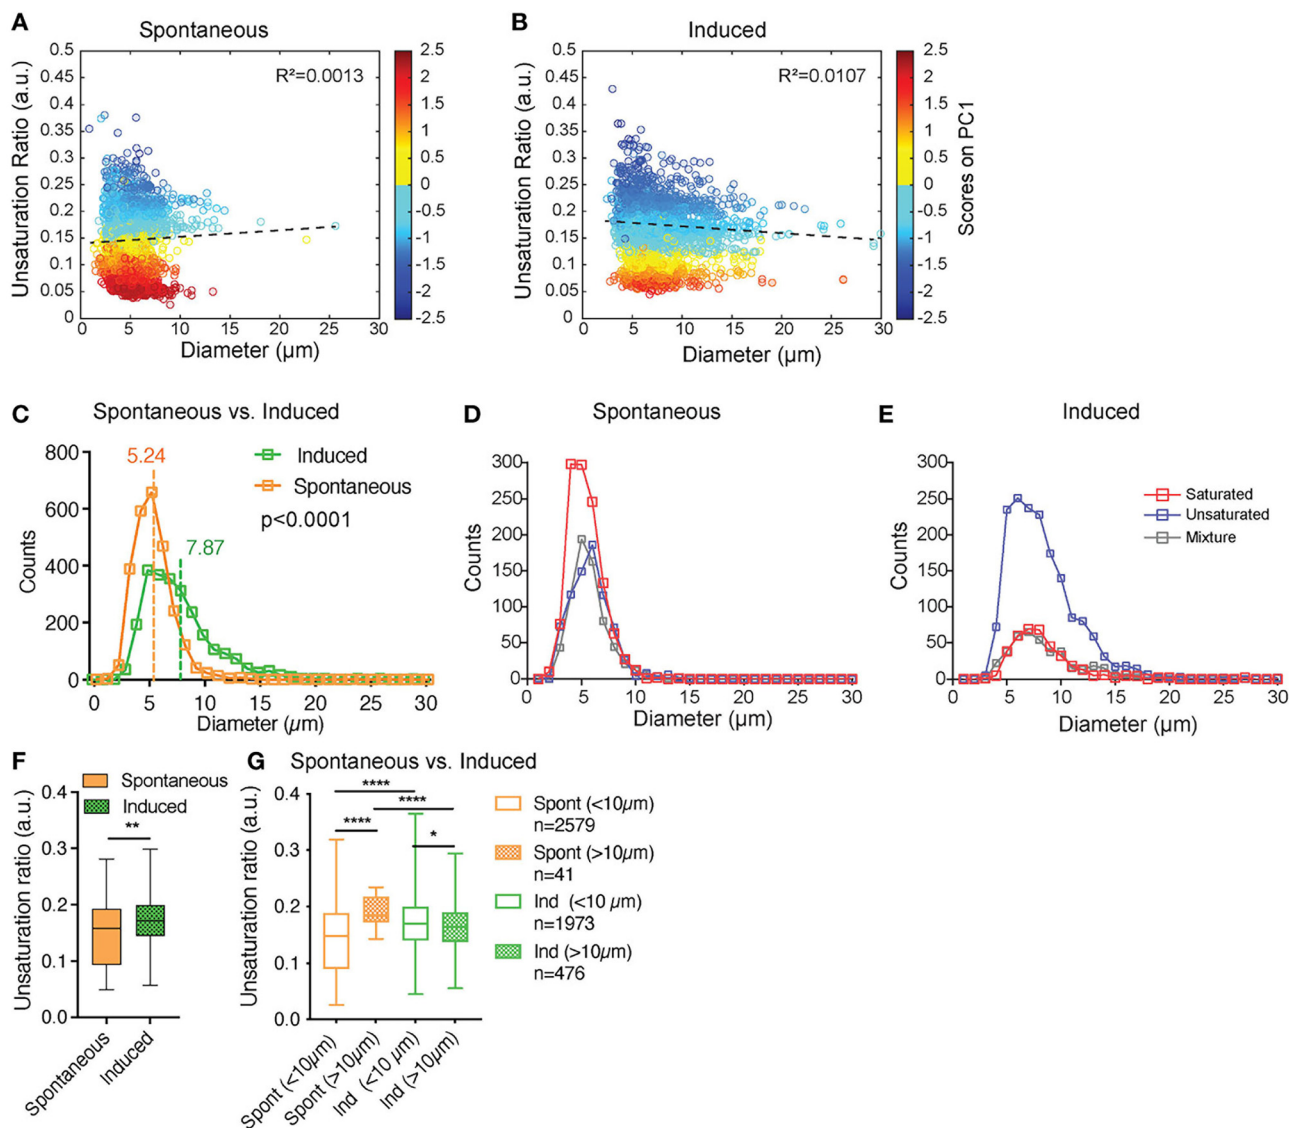 A
Spontaneous
0.5
0.45
0.4
0.35
0.3
0.25
0.2
0.15
0.1
0.05
0
Unsaturation Ratio (a.u.)
R²=0.0013
0 5 10 15 20 25 30
Diameter (µm)
2.5
2
1.5
1
0.5
0
-0.5
-1
-1.5
-2
-2.5
B
Induced
0.5
0.45
0.4
0.35
0.3
0.25
0.2
0.15
0.1
0.05
0
Unsaturation Ratio (a.u.)
R²=0.0107
0 5 10 15 20 25 30
Diameter (µm)
2.5
2
1.5
1
0.5
0
-0.5
-1
-1.5
-2
-2.5
Scores on PC1
C
Spontaneous vs. Induced
800
600
400
200
0
Counts
5.24
7.87
Induced
Spontaneous
p<0.0001
0 5 10 15 20 25 30
Diameter (µm)
D
Spontaneous
300
250
200
150
100
50
0
Counts
0 5 10 15 20 25 30
Diameter (µm)
E
Induced
300
250
200
150
100
50
0
Counts
Saturated
Unsaturated
Mixture
0 5 10 15 20 25 30
Diameter (µm)
F
Spontaneous
Induced
0.4
0.3
0.2
0.1
0.0
Unsaturation ratio (a.u.)
**
Spontaneous
Induced
G
Spontaneous vs. Induced
0.4
0.3
0.2
0.1
0.0
Unsaturation ratio (a.u.)
****
****
****
*
Spont (<10µm)
Spont (>10µm)
Ind (<10 µm)
Ind (>10µm)
Spont (<10µm)
n=2579
Spont (>10µm)
n=41
Ind (<10 µm)
n=1973
Ind (>10µm)
n=476